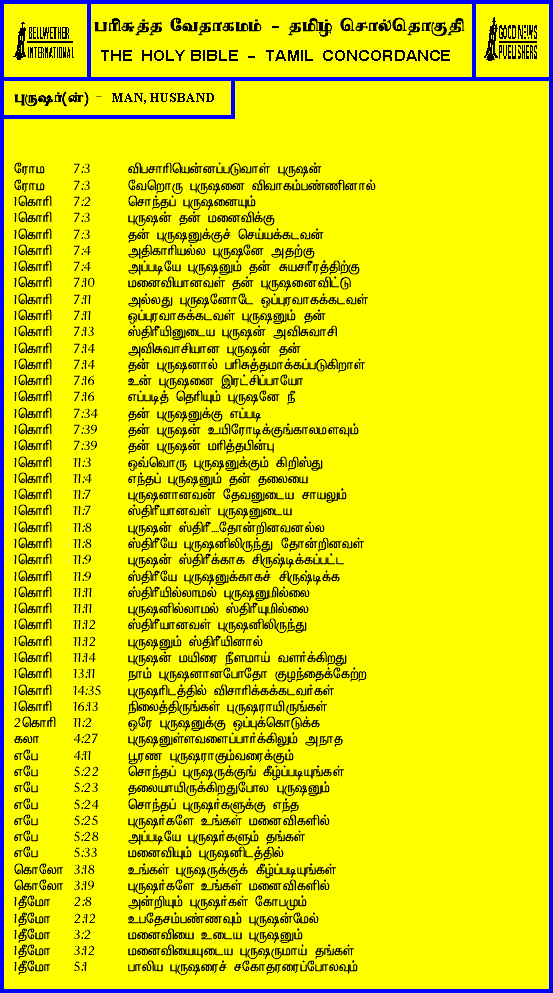 BELLWETHER INTERNATIONAL
பரிசுத்த வேதாகமம் - தமிழ் சொல்தொகுதி
THE HOLY BIBLE - TAMIL CONCORDANCE
GOOD NEWS PUBLISHERS
புருஷர்(ன்) - MAN, HUSBAND
ரோம 7:3 விபசாரியென்னப்படுவாள் புருஷன்
ரோம 7:3 வேறொரு புருஷனை விவாகம்பண்ணினால்
1கொரி 7:2 சொந்தப் புருஷனையும்
1கொரி 7:3 புருஷன் தன் மனைவிக்கு
1கொரி 7:3 தன் புருஷனுக்குச் செய்யக்கடவன்
1கொரி 7:4 அதிகாரியல்ல புருஷனே அதற்கு
1கொரி 7:4 அப்படியே புருஷனும் தன் சுயசரீரத்திற்கு
1கொரி 7:10 மனைவியானவள் தன் புருஷனைவிட்டு
1கொரி 7:11 அல்லது புருஷனோடே ஒப்புரவாகக்கடவள்
1கொரி 7:11 ஒப்புரவாகக்கடவள் புருஷனும் தன்
1கொரி 7:13 ஸ்திரீயினுடைய புருஷன் அவிசுவாசி
1கொரி 7:14 அவிசுவாசியான புருஷன் தன்
1கொரி 7:14 தன் புருஷனால் பரிசுத்தமாக்கப்படுகிறாள்
1கொரி 7:16 உன் புருஷனை இரட்சிப்பாயோ
1கொரி 7:16 எப்படித் தெரியும் புருஷனே நீ
1கொரி 7:34 தன் புருஷனுக்கு எப்படி
1கொரி 7:39 தன் புருஷன் உயிரோடிக்குங்காலமளவும்
1கொரி 7:39 தன் புருஷன் மரித்தபின்பு
1கொரி 11:3 ஒவ்வொரு புருஷனுக்கும் கிறிஸ்து
1கொரி 11:4 எந்தப் புருஷனும் தன் தலையை
1கொரி 11:7 புருஷனானவன் தேவனுடைய சாயலும்
1கொரி 11:7 ஸ்திரீயானவள் புருஷனுடைய
1கொரி 11:8 புருஷன் ஸ்திரீ....தோன்றினவனல்ல
1கொரி 11:8 ஸ்திரீயே புருஷனிலிருந்து தோன்றினவள்
1கொரி 11:9 புருஷன் ஸ்திரீக்காக சிருஷ்டிக்கப்பட்ட
1கொரி 11:9 ஸ்திரீயே புருஷனுக்காகச் சிருஷ்டிக்க
1கொரி 11:11 ஸ்திரீயில்லாமல் புருஷனுமில்லை
1கொரி 11:11 புருஷனில்லாமல் ஸ்திரீயுமில்லை
1கொரி 11:12 ஸ்திரீயானவள் புருஷனிலிருந்து
1கொரி 11:12 புருஷனும் ஸ்திரீயினால்
1கொரி 11:14 புருஷன் மயிரை நீளமாய் வளர்க்கிறது
1கொரி 13:11 நாம் புருஷனானபோதோ குழந்தைக்கேற்ற
1கொரி 14:35 புருஷரிடத்தில் விசாரிக்கக்கடவர்கள்
1கொரி 16:13 நிலைத்திருங்கள் புருஷராயிருங்கள்
2கொரி 11:2 ஒரே புருஷனுக்கு ஒப்புக்கொடுக்க
கலா 4:27 புருஷனுள்ளவளைப்பார்க்கிலும் அநாத
எபே 4:11 பூரண புருஷராகும்வரைக்கும்
எபே 5:22 சொந்தப் புருஷருக்குங் கீழ்ப்படியுங்கள்
எபே 5:23 தலையாயிருக்கிறதுபோல புருஷனும்
எபே 5:24 சொந்தப் புருஷர்களுக்கு எந்த
எபே 5:25 புருஷர்களே உங்கள் மனைவிகளில்
எபே 5:28 அப்படியே புருஷர்களும் தங்கள்
எபே 5:33 மனைவியும் புருஷனிடத்தில்
கொலோ 3:18 உங்கள் புருஷருக்குக் கீழ்ப்படியுங்கள்
கொலோ 3:19 புருஷர்களே உங்கள் மனைவிகளில்
1தீமோ 2:8 அன்றியும் புருஷர்கள் கோபமும்
1தீமோ 2:12 உபதேசம்பண்ணவும் புருஷன்மேல்
1தீமோ 3:2 மனைவியை உடைய புருஷனும்
1தீமோ 3:12 மனைவியையுடைய புருஷருமாய் தங்கள்
1தீமோ 5:1 பாலிய புருஷரைச் சகோதரரைப்போலவும்